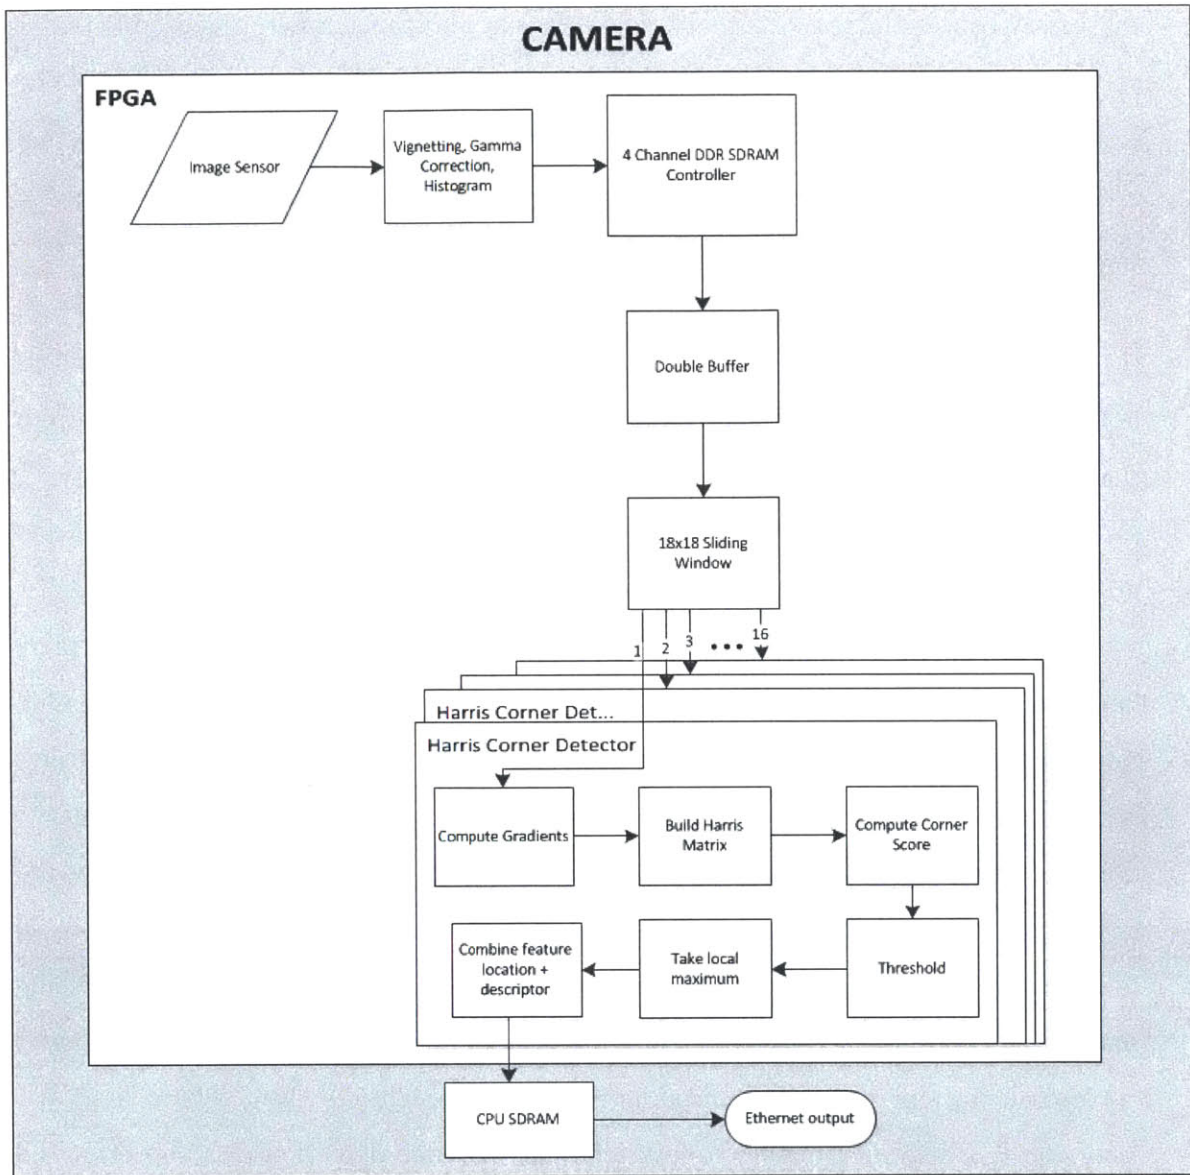 CAMERA
FPGA
Image Sensor
Vignetting, Gamma
Correction,
Histogram
4 Channel DDR SDRAM
Controller
Double Buffer
18x18 Sliding
Window
1
2
3
•••
16
Harris Corner Det...
Harris Corner Detector
Compute Gradients
Build Harris
Matrix
Compute Corner
Score
Combine feature
location +
descriptor
Take local
maximum
Threshold
CPU SDRAM
Ethernet output